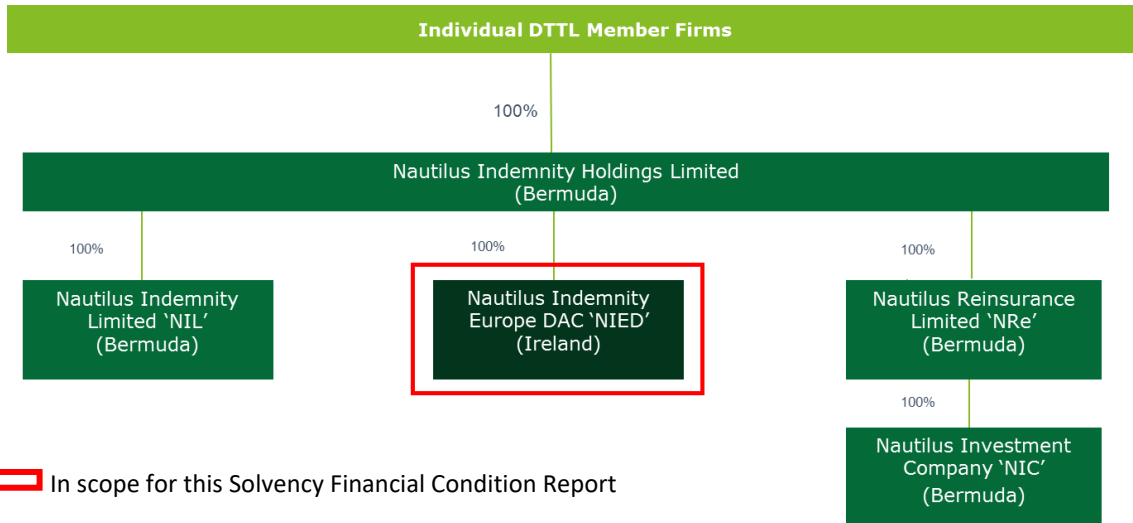 Individual DTTL Member Firms
100%
Nautilus Indemnity Holdings Limited
(Bermuda)
100%
100%
100%
Nautilus Indemnity
Limited ‘NIL’
(Bermuda)
Nautilus Indemnity
Europe DAC ‘NIED’
(Ireland)
Nautilus Reinsurance
Limited ‘NRe’
(Bermuda)
100%
Nautilus Investment
Company ‘NIC’
(Bermuda)
In scope for this Solvency Financial Condition Report